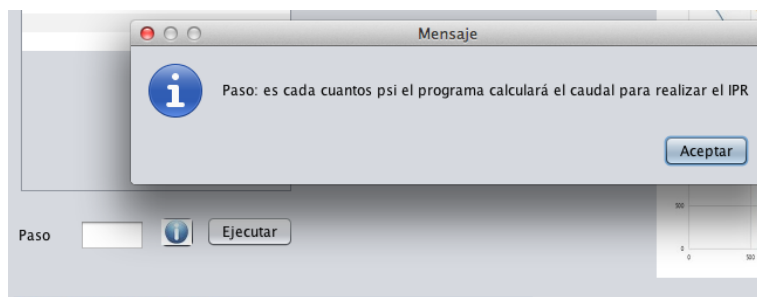 Mensaje
Paso: es cada cuantos psi el programa calculará el caudal para realizar el IPR
Aceptar
Paso
Ejecutar
500
0
0
500